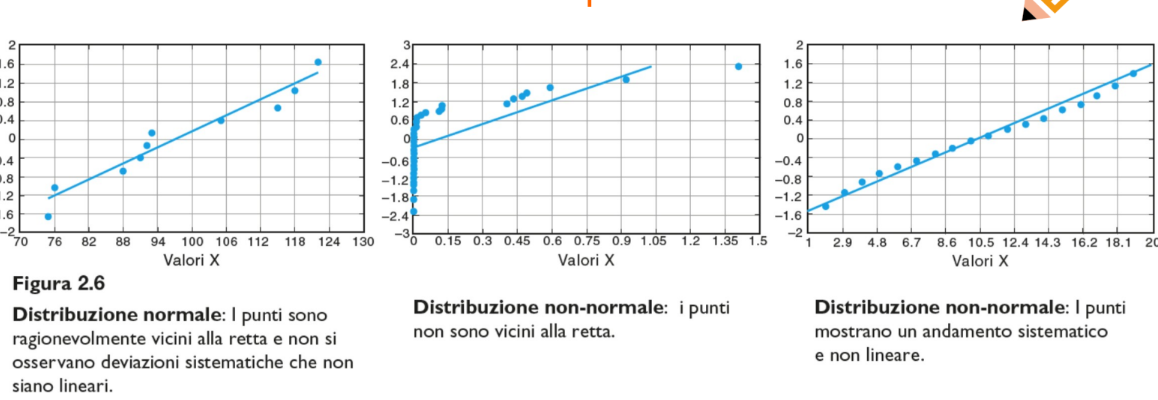 2
1.6
1.2
0.8
0.4
0
0.4
0.8
1.2
1.6
−2
70 76 82 88 94 100 106 112 118 124 130
Valori X
3
2.4
1.8
1.2
0.6
0
−0.6
−1.2
−1.8
−2.4
−3
0 0.15 0.3 0.45 0.6 0.75 0.9 1.05 1.2 1.35 1.5
Valori X
2
1.6
1.2
0.8
0.4
0
−0.4
−0.8
−1.2
−1.6
−2
1 2.9 4.8 6.7 8.6 10.5 12.4 14.3 16.2 18.1 20
Valori X
Figura 2.6
Distribuzione normale: I punti sono
ragionevolmente vicini alla retta e non si
osservano deviazioni sistematiche che non
siano lineari.
Distribuzione non-normale: i punti
non sono vicini alla retta.
Distribuzione non-normale: I punti
mostrano un andamento sistematico
e non lineare.